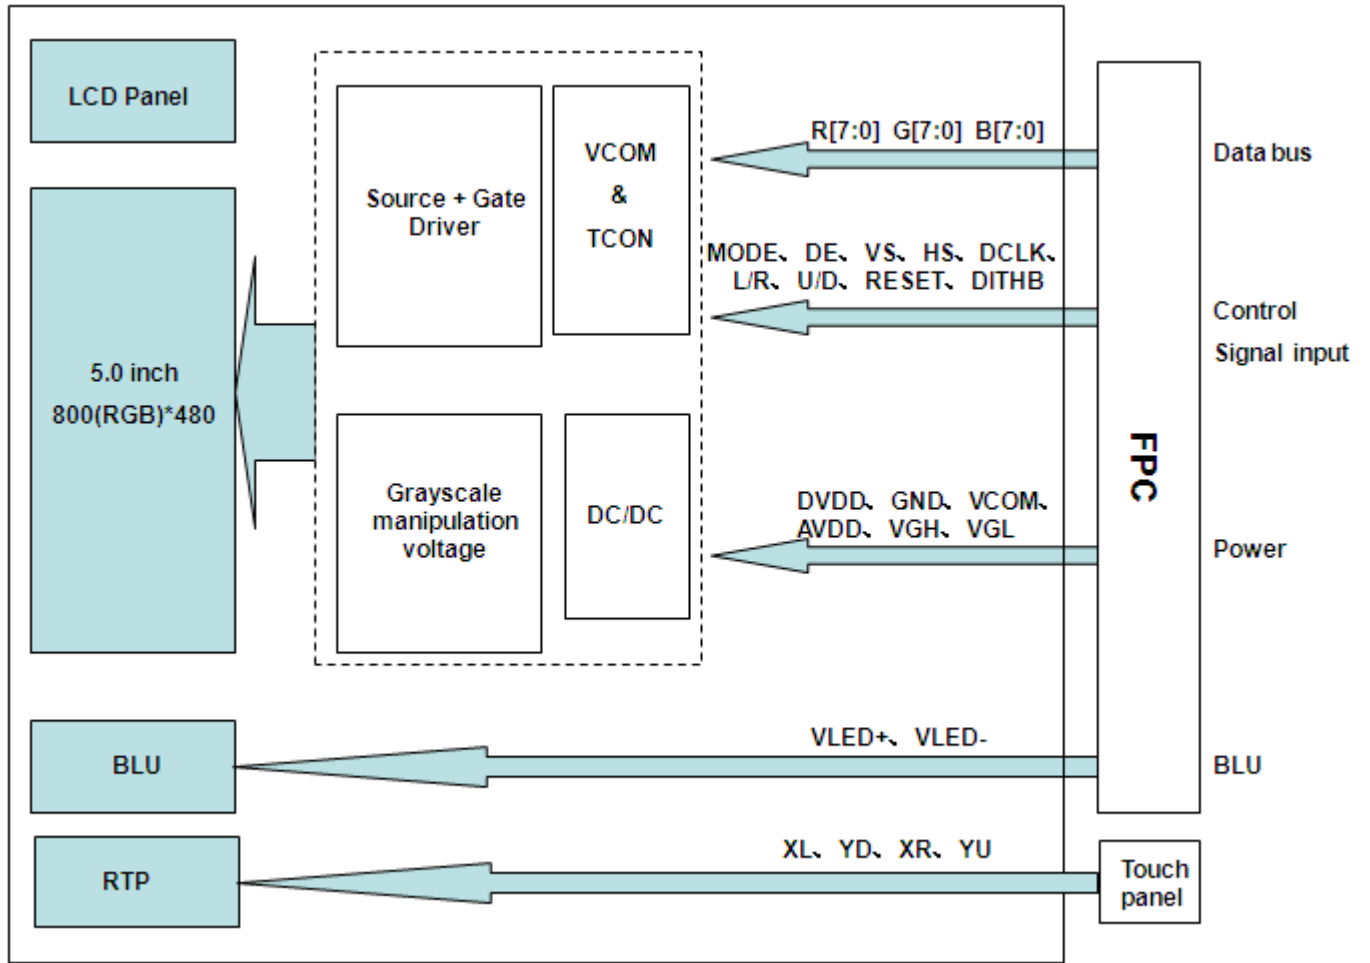 LCD Panel
5.0 inch
800(RGB)*480
Source + Gate
Driver
VCOM
&
TCON
Grayscale
manipulation
voltage
DC/DC
R[7:0] G[7:0] B[7:0]
Data bus
MODE、DE、VS、HS、DCLK、
L/R、U/D、RESET、DITHB
Control
Signal input
FPC
DVDD、GND、VCOM、
AVDD、VGH、VGL
Power
BLU
VLED+、VLED-
BLU
RTP
XL、YD、XR、YU
Touch
panel